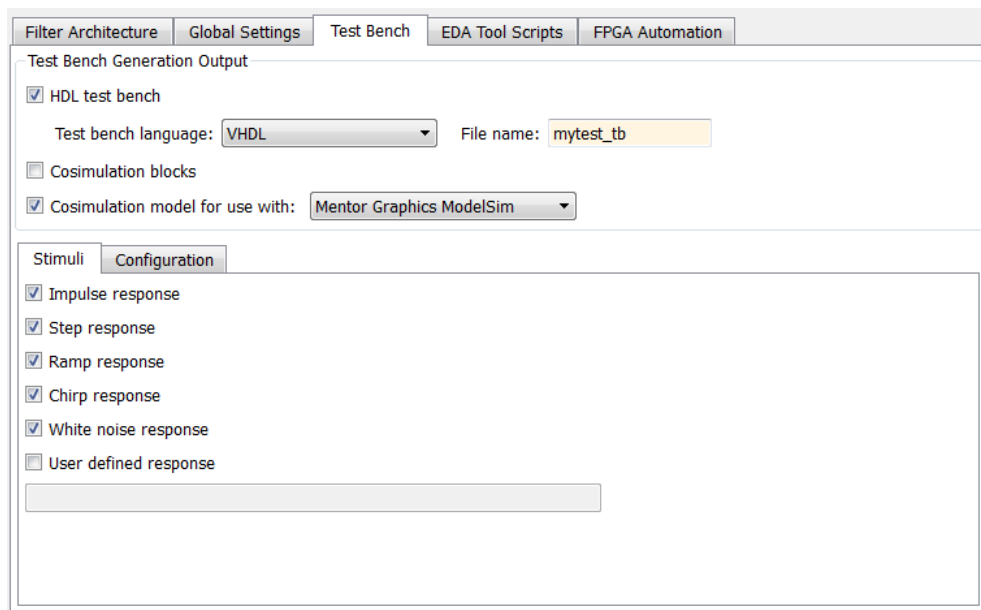 Filter Architecture Global Settings Test Bench EDA Tool Scripts FPGA Automation
Test Bench Generation Output
HDL test bench
Test bench language: VHDL File name: mytest_tb
Cosimulation blocks
Cosimulation model for use with: Mentor Graphics ModelSim
Stimuli Configuration
Impulse response
Step response
Ramp response
Chirp response
White noise response
User defined response